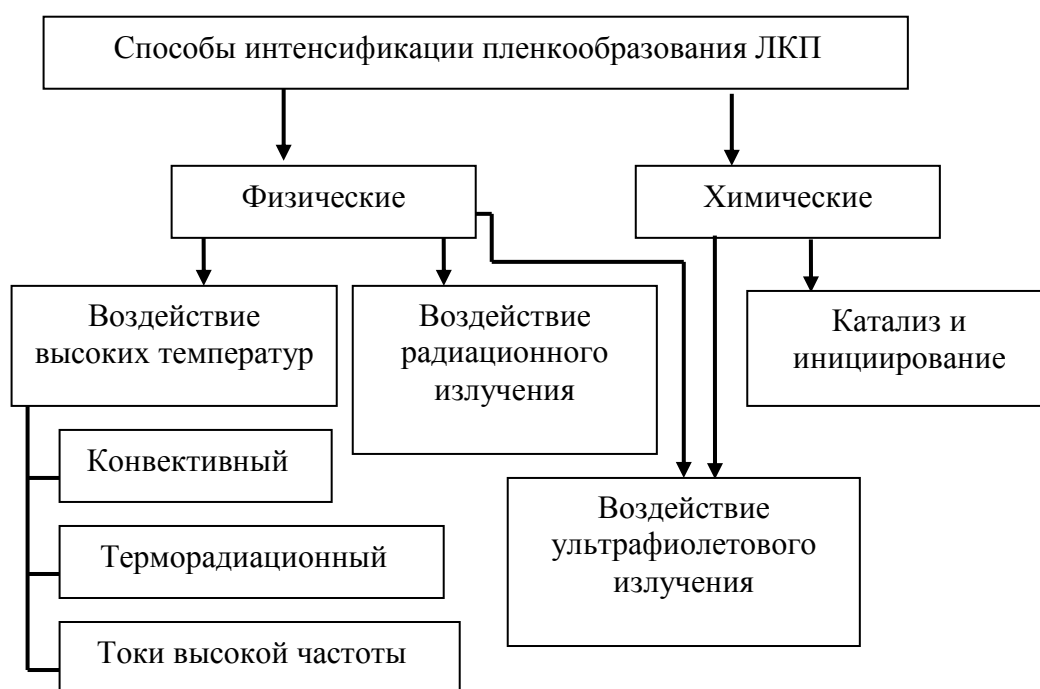 Способы интенсификации пленкообразования ЛКП
Физические
Химические
Воздействие
высоких температур
Воздействие
радиационного
излучения
Катализ и
инициирование
Конвективный
Терморадиационный
Токи высокой частоты
Воздействие
ультрафиолетового
излучения